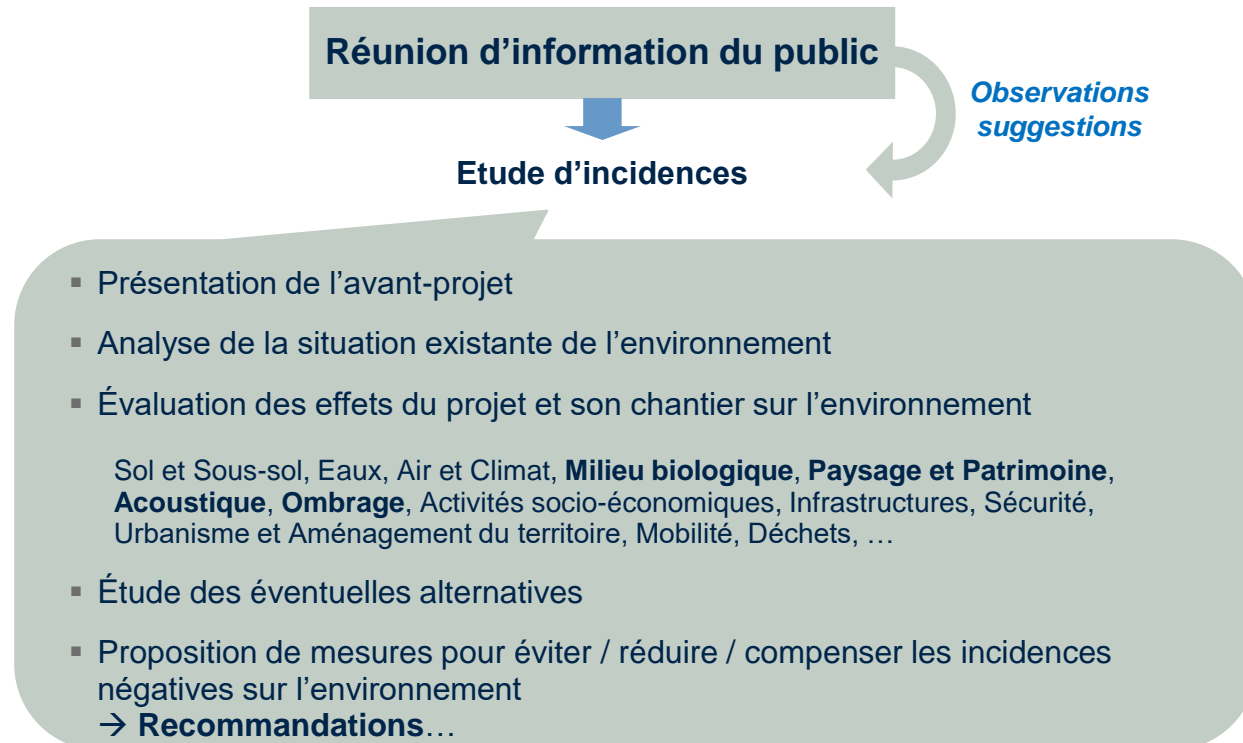 Réunion d’information du public
Observations
suggestions
Etude d’incidences
▪ Présentation de l’avant-projet
▪ Analyse de la situation existante de l’environnement
▪ Évaluation des effets du projet et son chantier sur l’environnement
Sol et Sous-sol, Eaux, Air et Climat, Milieu biologique, Paysage et Patrimoine,
Acoustique, Ombrage, Activités socio-économiques, Infrastructures, Sécurité,
Urbanisme et Aménagement du territoire, Mobilité, Déchets, …
▪ Étude des éventuelles alternatives
▪ Proposition de mesures pour éviter / réduire / compenser les incidences
négatives sur l’environnement
→ Recommandations…